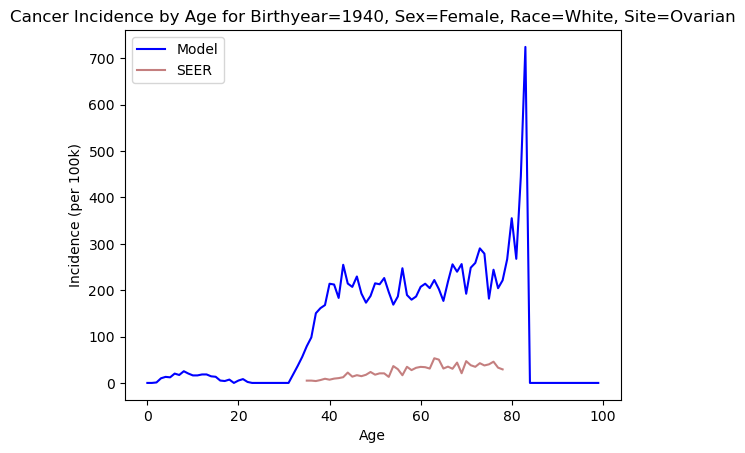 Cancer Incidence by Age for Birthyear=1940, Sex=Female, Race=White, Site=Ovarian
Model
SEER
700
600
500
400
300
200
100
0
Incidence (per 100k)
0 20 40 60 80 100
Age